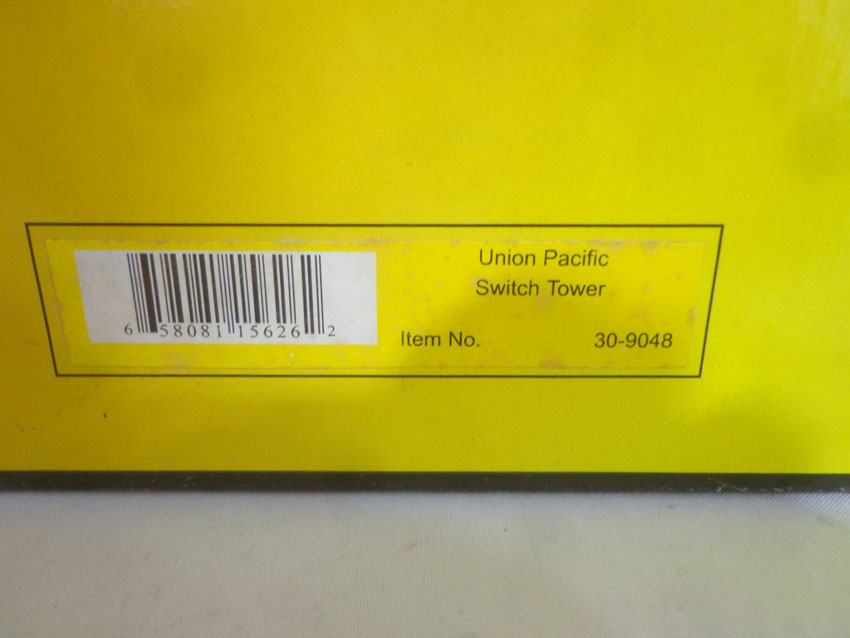 Union Pacific
Switch Tower
6 58081 15626 2
Item No. 30-9048